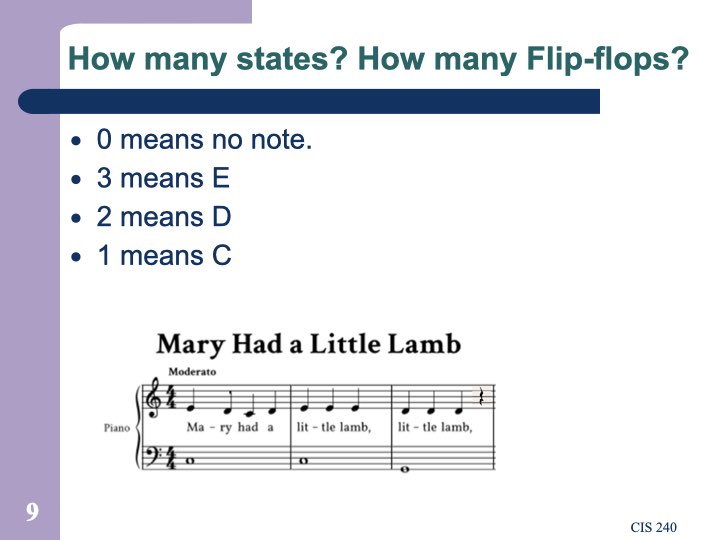 How many states? How many Flip-flops?
• 0 means no note.
• 3 means E
• 2 means D
• 1 means C
Mary Had a Little Lamb
Moderato
4 4 4
Piano
Ma - ry had a lit - tle lamb, lit - tle lamb,
4 4
9
CIS 240